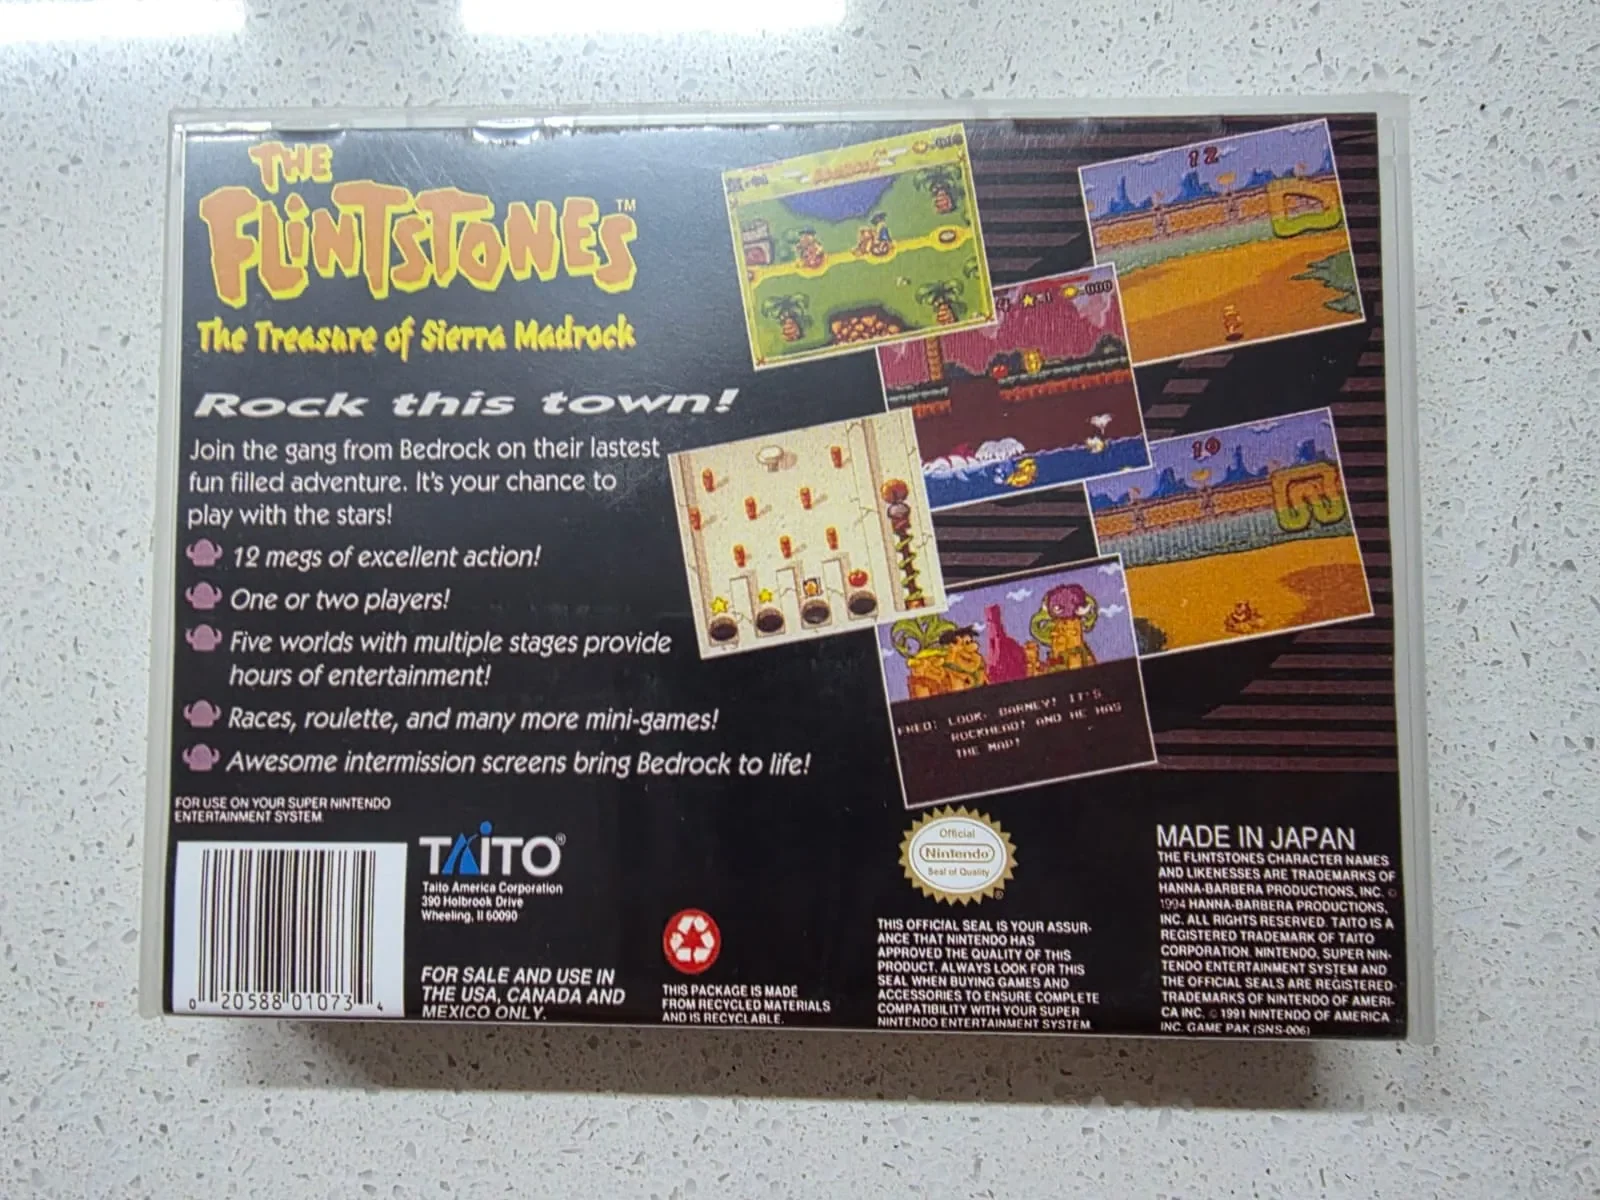 THE
FLINTSTONES™
The Treasure of Sierra Madrock
Rock this town!
Join the gang from Bedrock on their lastest
fun filled adventure. It's your chance to
play with the stars!
12 megs of excellent action!
One or two players!
Five worlds with multiple stages provide
hours of entertainment!
Races, roulette, and many more mini-games!
Awesome intermission screens bring Bedrock to life!
FOR USE ON YOUR SUPER NINTENDO
ENTERTAINMENT SYSTEM
0 20588 01073 4
TAITO®
Taito America Corporation
390 Holbrook Drive
Wheeling, Il 60090
FOR SALE AND USE IN
THE USA, CANADA AND
MEXICO ONLY.
THIS PACKAGE IS MADE
FROM RECYCLED MATERIALS
AND IS RECYCLABLE.
12
-000
10
FRED: LOOK, BARNEY! IT'S
ROCKHEAD! AND HE HAS
THE MAP!
Official
Nintendo
Seal of Quality
®
THIS OFFICIAL SEAL IS YOUR ASSUR-
ANCE THAT NINTENDO HAS
APPROVED THE QUALITY OF THIS
PRODUCT. ALWAYS LOOK FOR THIS
SEAL WHEN BUYING GAMES AND
ACCESSORIES TO ENSURE COMPLETE
COMPATIBILITY WITH YOUR SUPER
NINTENDO ENTERTAINMENT SYSTEM
MADE IN JAPAN
THE FLINTSTONES CHARACTER NAMES
AND LIKENESSES ARE TRADEMARKS OF
HANNA-BARBERA PRODUCTIONS, INC. ©
1994 HANNA-BARBERA PRODUCTIONS,
INC. ALL RIGHTS RESERVED. TAITO IS A
REGISTERED TRADEMARK OF TAITO
CORPORATION. NINTENDO, SUPER NIN-
TENDO ENTERTAINMENT SYSTEM AND
THE OFFICIAL SEALS ARE REGISTERED
TRADEMARKS OF NINTENDO OF AMERI-
CA INC. © 1991 NINTENDO OF AMERICA
INC. GAME PAK (SNS-006)